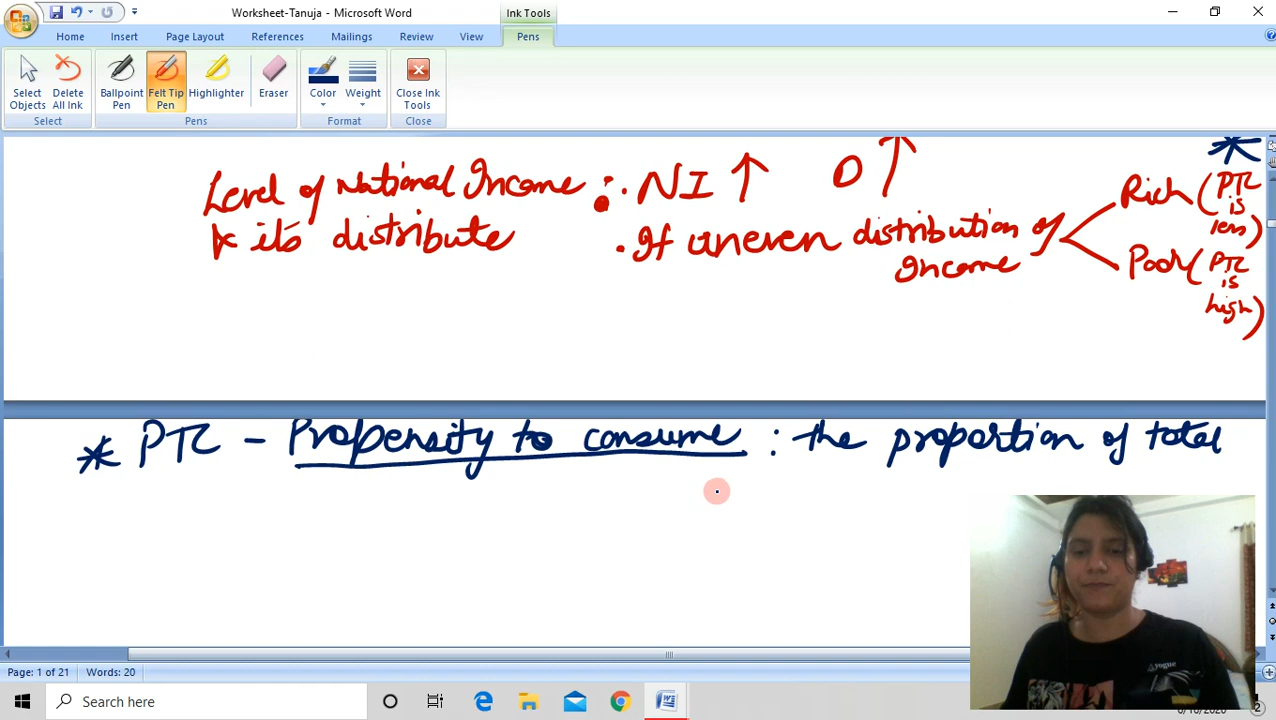 Worksheet-Tanuja - Microsoft Word
Ink Tools
Home Insert Page Layout References Mailings Review View Pens
Select Objects
Delete All Ink
Ballpoint Pen
Felt Tip Pen
Highlighter
Eraser
Color
Weight
Close Ink Tools
Select Pens Format Close
Level of National Income : . NI ↑ D ↑
& its distribute
. If uneven distribution of Income
Rich (PTC is less)
Poor (PTC is high)
* PTC - Propensity to consume : the proportion of total
vogue
Page: 1 of 21 Words: 20
Search here